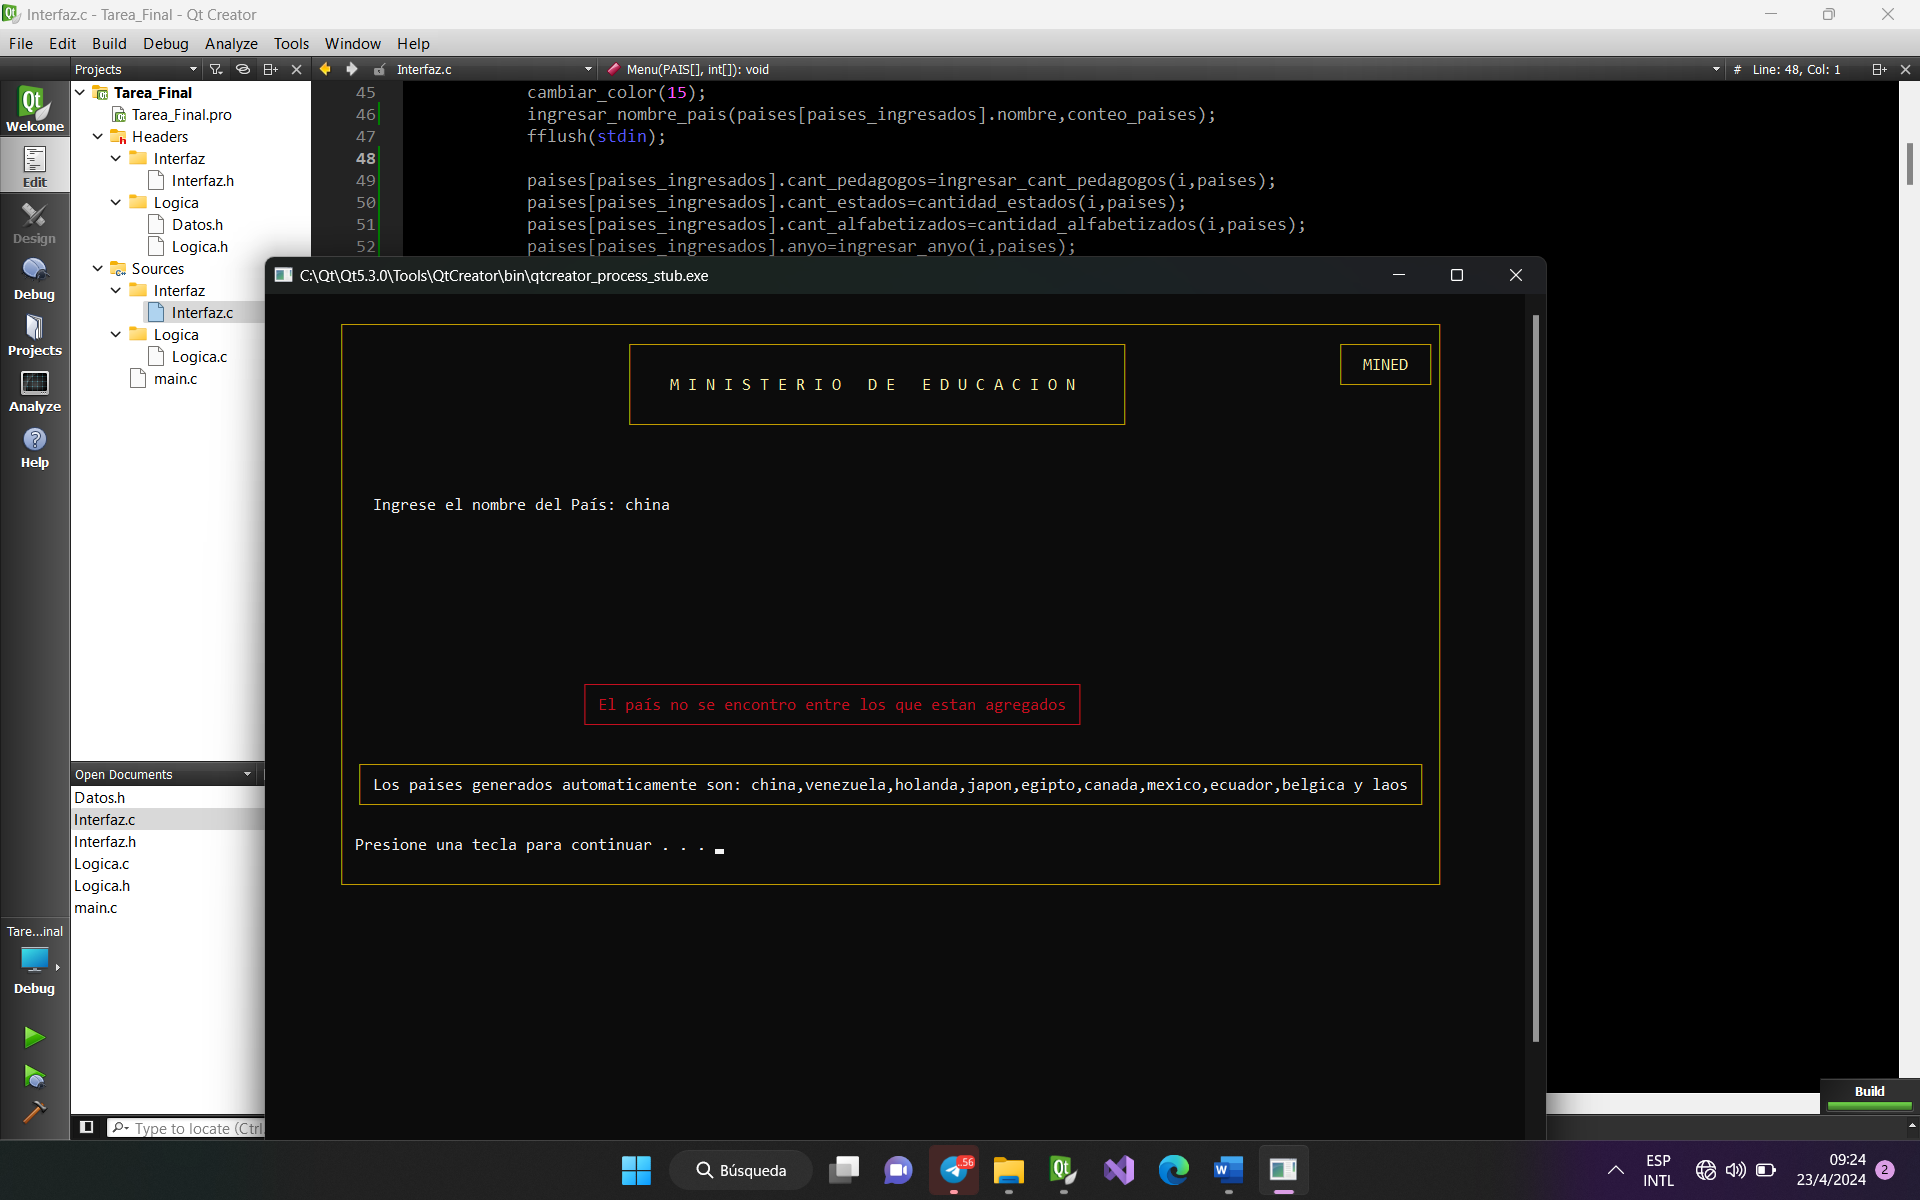 Interfaz.c - Tarea_Final - Qt Creator
File Edit Build Debug Analyze Tools Window Help
Projects
Interfaz.c
Menu(PAIS[], int[]): void
# Line: 48, Col: 1
Welcome
Edit
Design
Debug
Projects
Analyze
Help
Tarea_Final
Tarea_Final.pro
Headers
Interfaz
Interfaz.h
Logica
Datos.h
Logica.h
Sources
Interfaz
Interfaz.c
Logica
Logica.c
main.c
45 cambiar_color(15);
46 ingresar_nombre_pais(paises[paises_ingresados].nombre,conteo_paises);
47 fflush(stdin);
48
49 paises[paises_ingresados].cant_pedagogos=ingresar_cant_pedagogos(i,paises);
50 paises[paises_ingresados].cant_estados=cantidad_estados(i,paises);
51 paises[paises_ingresados].cant_alfabetizados=cantidad_alfabetizados(i,paises);
52 paises[paises_ingresados].anyo=ingresar_anyo(i,paises);
C:\Qt\Qt5.3.0\Tools\QtCreator\bin\qtcreator_process_stub.exe
M I N I S T E R I O   D E   E D U C A C I O N
MINED
Ingrese el nombre del País: china
El país no se encontro entre los que estan agregados
Los paises generados automaticamente son: china,venezuela,holanda,japon,egipto,canada,mexico,ecuador,belgica y laos
Presione una tecla para continuar . . .
Open Documents
Datos.h
Interfaz.c
Interfaz.h
Logica.c
Logica.h
main.c
Tare...inal
Debug
Type to locate (Ctrl
Build
Búsqueda
56
ESP
INTL
09:24
23/4/2024
2